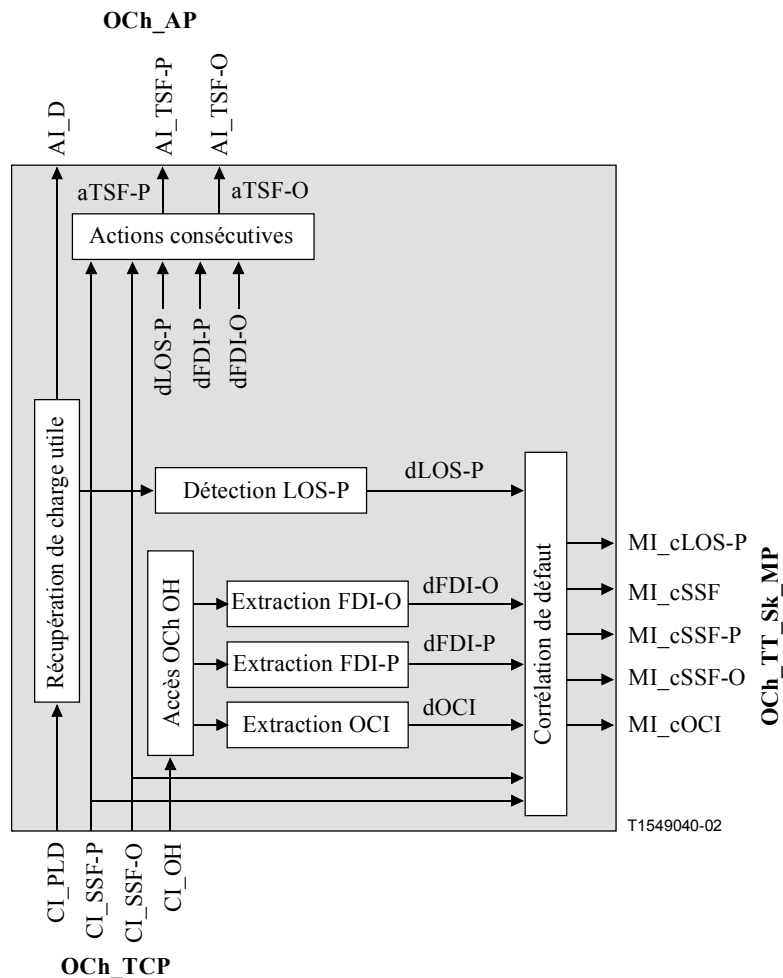 OCh_AP
AI_D
AI_TSF-P
AI_TSF-O
aTSF-P
aTSF-O
Actions consécutives
dLOS-P
dFDI-P
dFDI-O
Récupération de charge utile
Détection LOS-P
dLOS-P
Accès OCh OH
Extraction FDI-O
dFDI-O
Extraction FDI-P
dFDI-P
Extraction OCI
dOCI
Corrélation de défaut
MI_cLOS-P
MI_cSSF
MI_cSSF-P
MI_cSSF-O
MI_cOCI
OCh_TT_Sk_MP
T1549040-02
CI_PLD
CI_SSF-P
CI_SSF-O
CI_OH
OCh_TCP